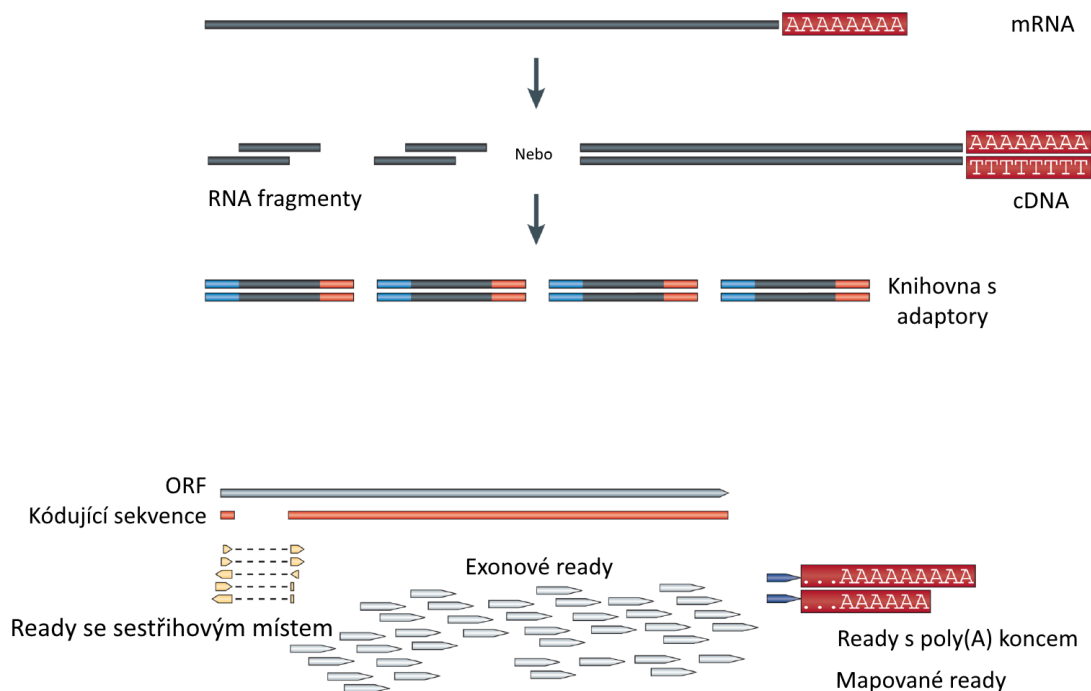 AAAAAAAA
mRNA
Nebo
AAAAAAAA
TTTTTTTT
RNA fragmenty
cDNA
Knihovna s
adaptory
ORF
Kódující sekvence
Exonové ready
...AAAAAAAAA
...AAAAAA
Ready se sestřihovým místem
Ready s poly(A) koncem
Mapované ready